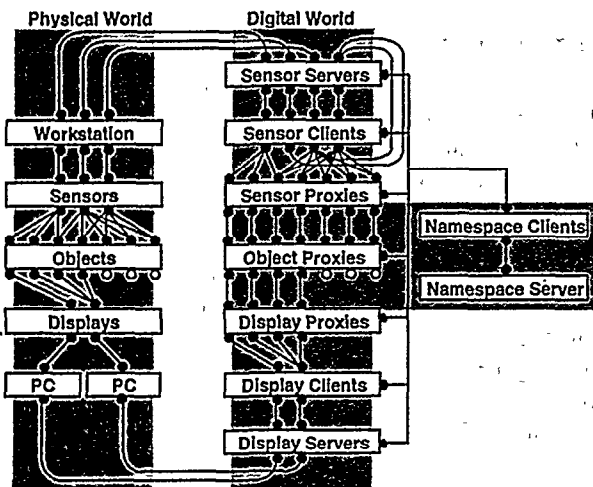 Physical World
Digital World
Sensor Servers
Workstation
Sensor Clients
Sensors
Sensor Proxies
Namespace Clients
Objects
Object Proxies
Namespace Server
Displays
Display Proxies
PC
PC
Display Clients
Display Servers